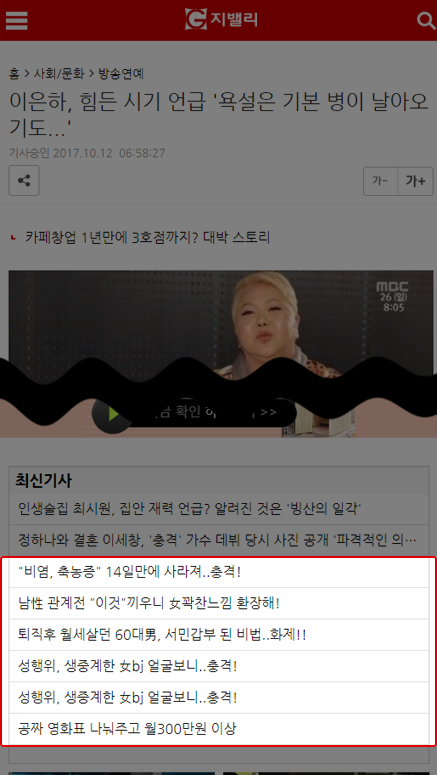 G 지밸리
홈 > 사회/문화 > 방송연예
이은하, 힘든 시기 언급 '욕설은 기본 병이 날아오
기도...'
기사승인 2017.10.12 06:58:27
가- 가+
카페창업 1년만에 3호점까지? 대박 스토리
MBC
26 (일)
8:05
확인 >>
최신기사
인생술집 최시원, 집안 재력 언급? 알려진 것은 '빙산의 일각'
정하나와 결혼 이세창, '충격' 가수 데뷔 당시 사진 공개 '파격적인 의…
"비염, 축농증" 14일만에 사라져..충격!
남性 관계전 "이것"끼우니 女꽉찬느낌 환장해!
퇴직후 월세살던 60대男, 서민갑부 된 비법..화제!!
성행위, 생중계한 女bj 얼굴보니..충격!
성행위, 생중계한 女bj 얼굴보니..충격!
공짜 영화표 나눠주고 월300만원 이상